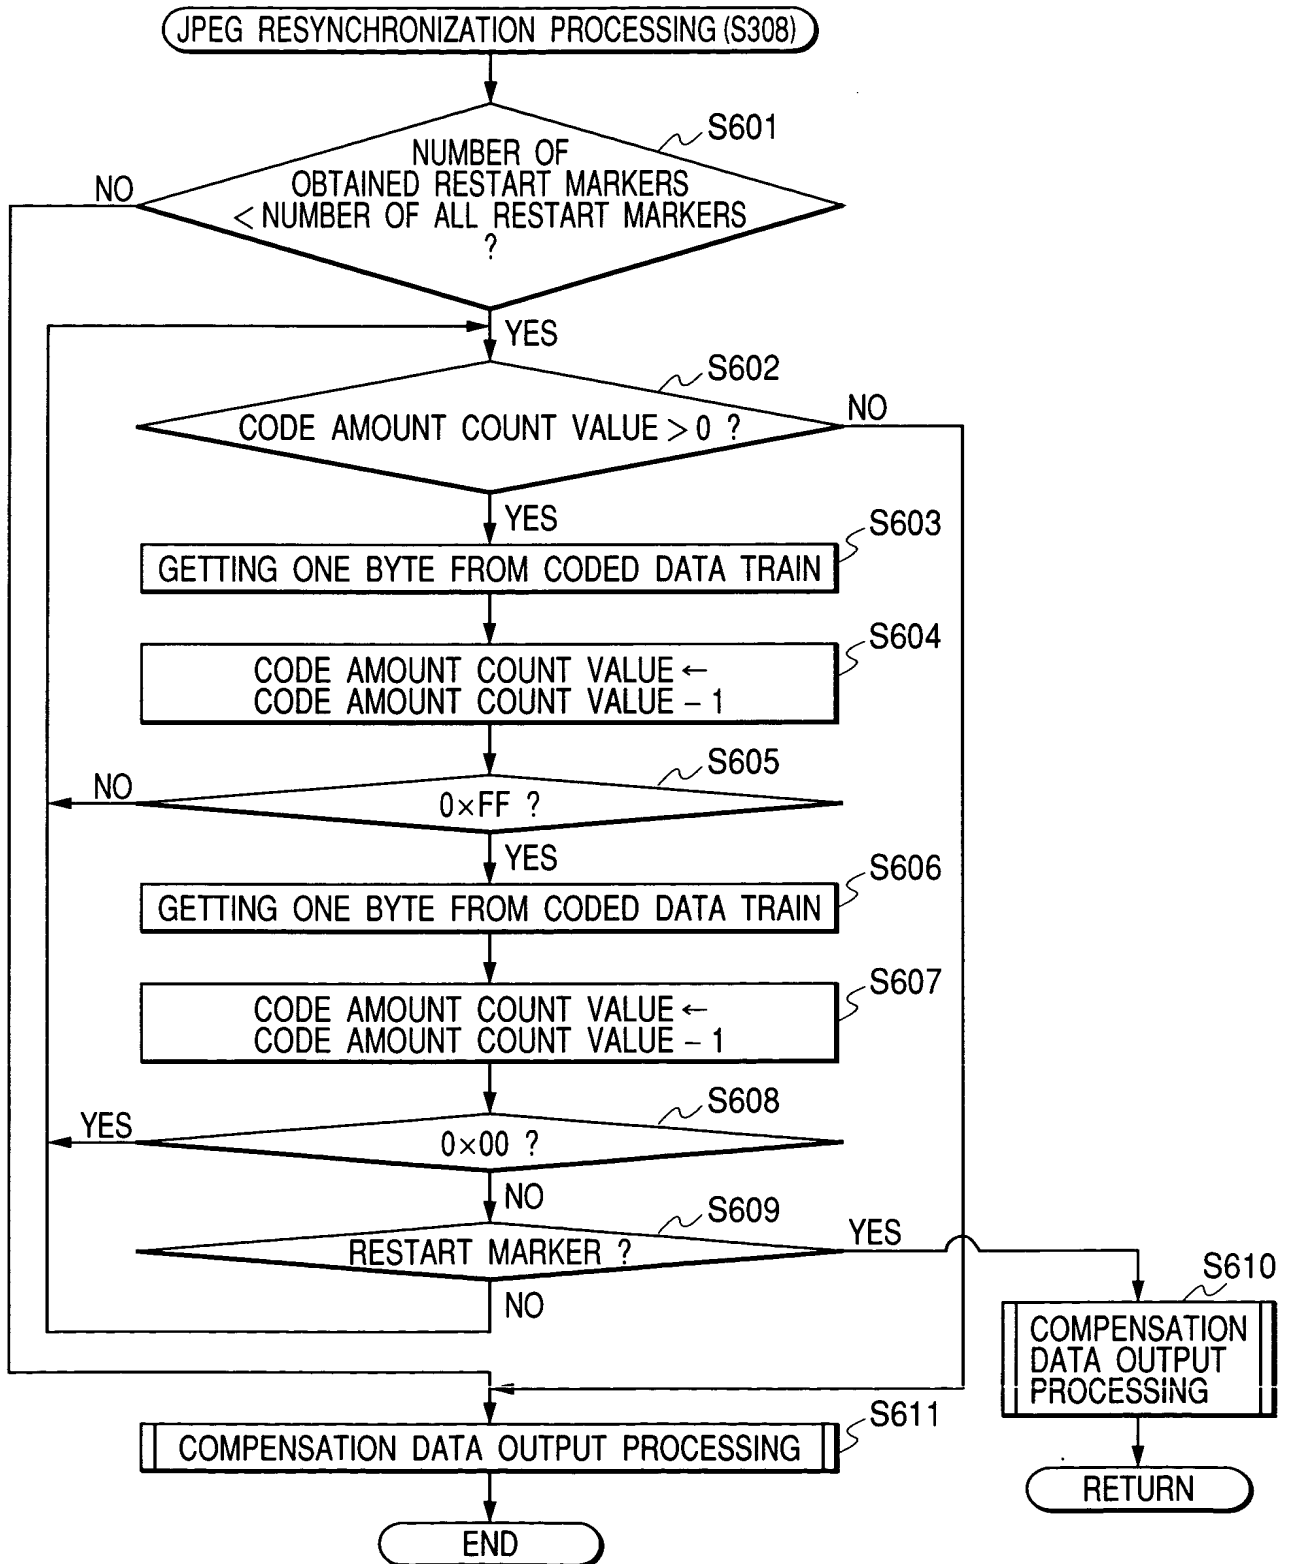 JPEG RESYNCHRONIZATION PROCESSING (S308)
S601
NUMBER OF
OBTAINED RESTART MARKERS
< NUMBER OF ALL RESTART MARKERS
?
NO
YES
S602
CODE AMOUNT COUNT VALUE > 0 ?
NO
YES
S603
GETTING ONE BYTE FROM CODED DATA TRAIN
S604
CODE AMOUNT COUNT VALUE ←
CODE AMOUNT COUNT VALUE – 1
S605
0×FF ?
NO
YES
S606
GETTING ONE BYTE FROM CODED DATA TRAIN
S607
CODE AMOUNT COUNT VALUE ←
CODE AMOUNT COUNT VALUE – 1
S608
0×00 ?
YES
NO
S609
RESTART MARKER ?
YES
NO
S610
COMPENSATION
DATA OUTPUT
PROCESSING
S611
COMPENSATION DATA OUTPUT PROCESSING
RETURN
END